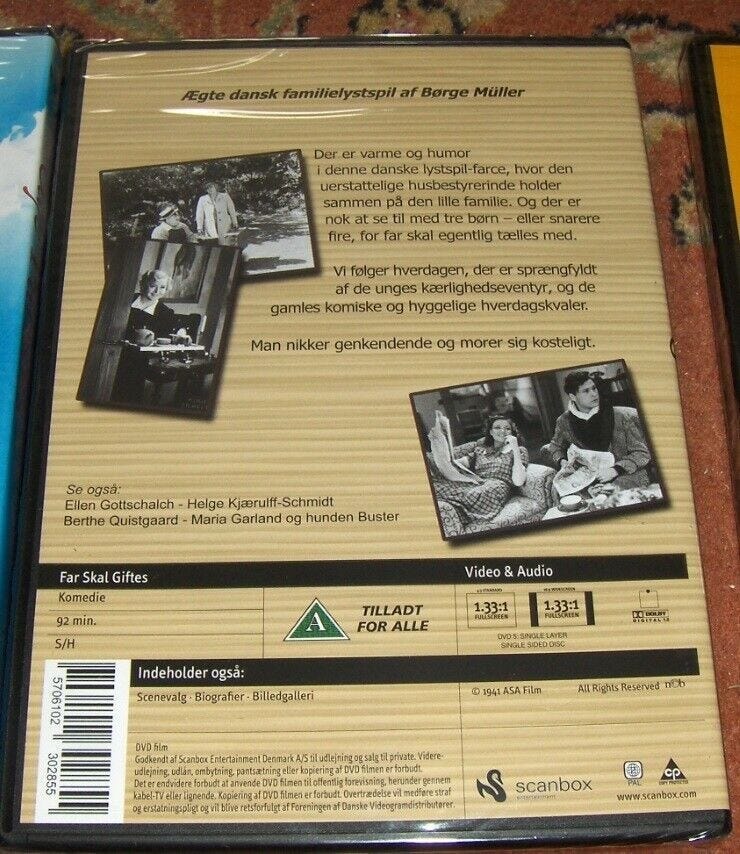 Ægte dansk familielystspil af Børge Müller
Der er varme og humor
i denne danske lystspil-farce, hvor den
uerstattelige husbestyrerinde holder
sammen på den lille familie. Og der er
nok at se til med tre børn – eller snarere
fire, for far skal egentlig tælles med.
Vi følger hverdagen, der er sprængfyldt
af de unges kærlighedseventyr, og de
gamles komiske og hyggelige hverdagskvaler.
Man nikker genkendende og morer sig kosteligt.
Se også:
Ellen Gottschalch - Helge Kjærulff-Schmidt
Berthe Quistgaard - Maria Garland og hunden Buster
Far Skal Giftes
Komedie
92 min.
S/H
A
TILLADT
FOR ALLE
Video & Audio
1.33:1
FULLSCREEN
1.33:1
FULLSCREEN
DVD 5: SINGLE LAYER
SINGLE SIDED DISC
DOLBY
DIGITAL 1.0
Indeholder også:
Scenevalg · Biografier · Billedgalleri
© 1941 ASA Film
All Rights Reserved
DVD film
Godkendt af Scanbox Entertainment Denmark A/S til udlejning og salg til private. Videre-
udlejning, udlån, ombytning, pantsætning eller kopiering af DVD filmen er forbudt.
Det er endvidere forbudt at anvende DVD filmen til offentlig forevisning, herunder gennem
kabel-TV eller lignende. Kopiering af DVD filmen er forbudt. Overtrædelse vil medføre straf
og erstatningspligt og vil blive retsforfulgt af Foreningen af Danske Videogramdistributører.
scanbox
entertainment
PAL
CP
COPY PROTECTED
www.scanbox.com
5706102 302855